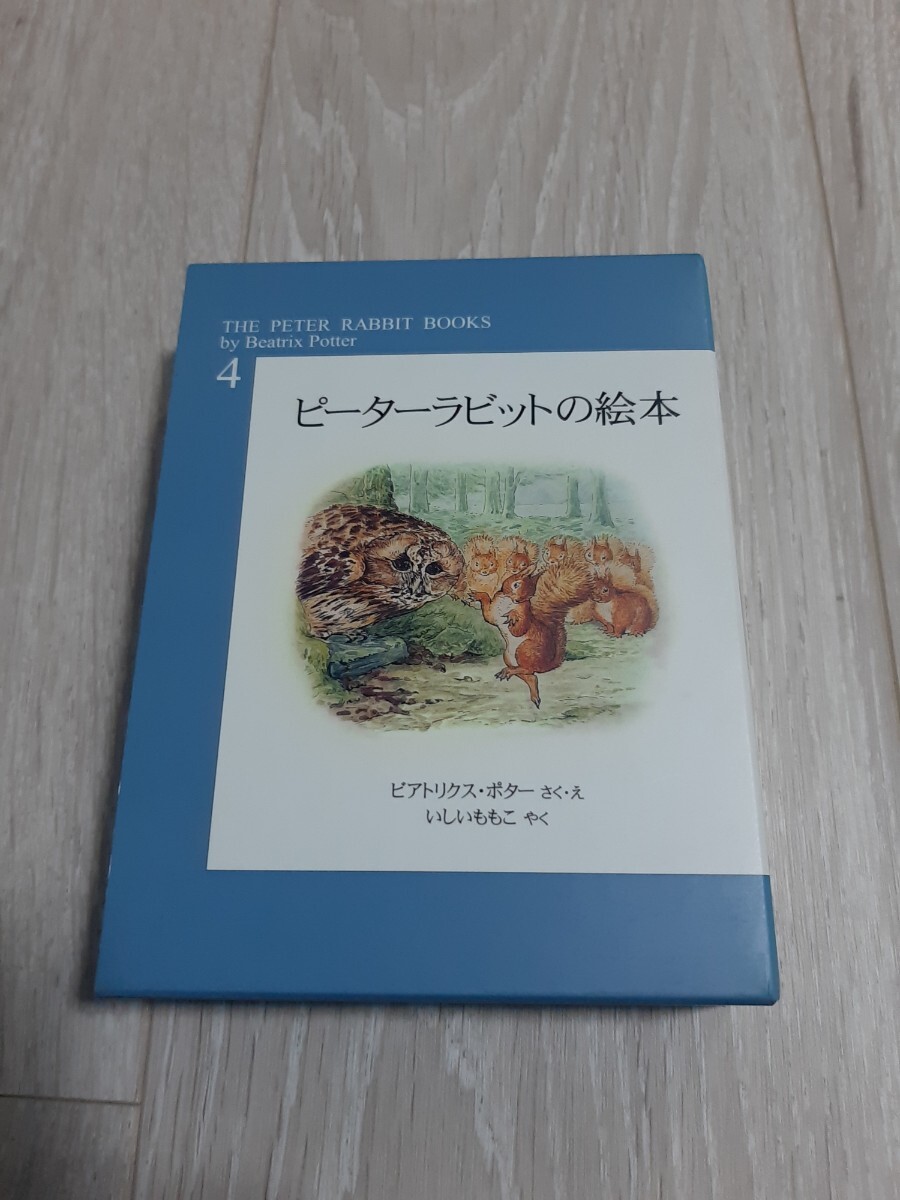 THE PETER RABBIT BOOKS
by Beatrix Potter
4
ピーターラビットの絵本
ビアトリクス・ポター さく・え
いしいももこ やく